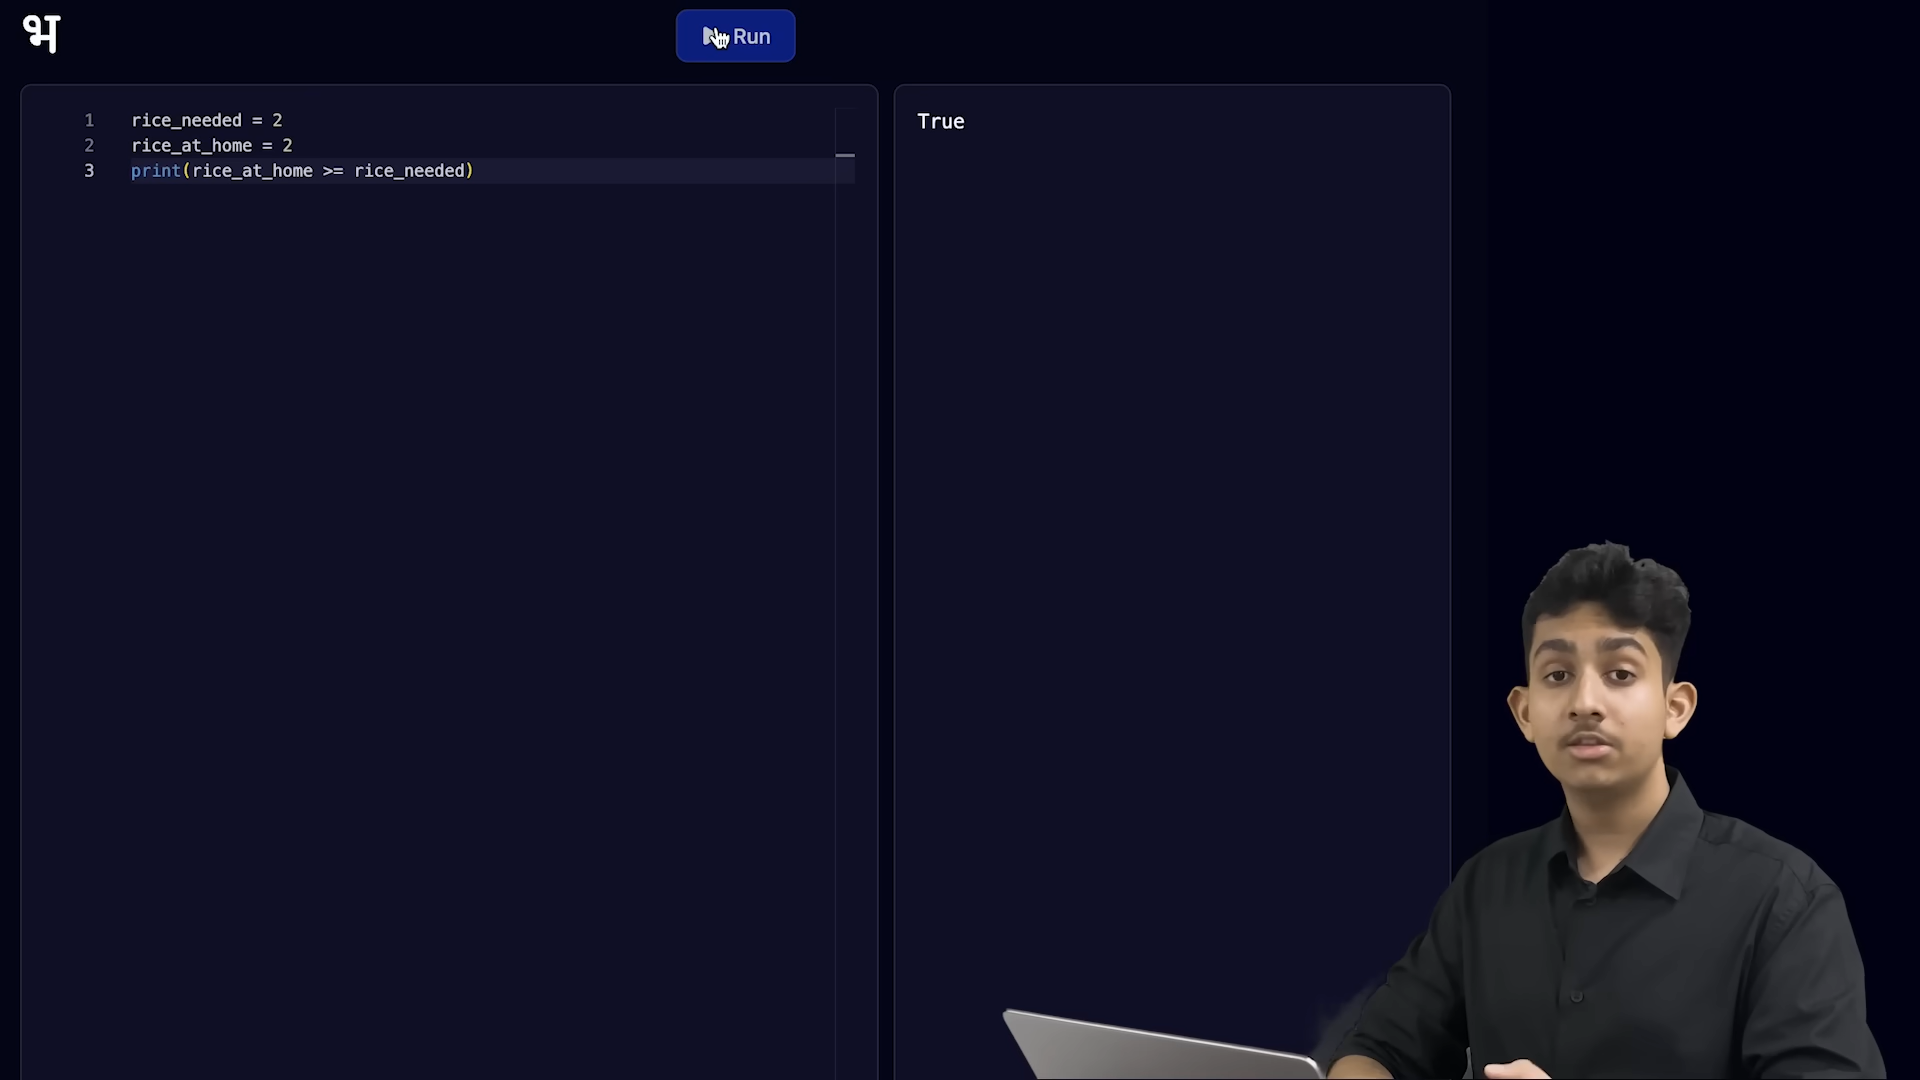 भ
Run
1 rice_needed = 2
2 rice_at_home = 2
3 print(rice_at_home >= rice_needed)
True